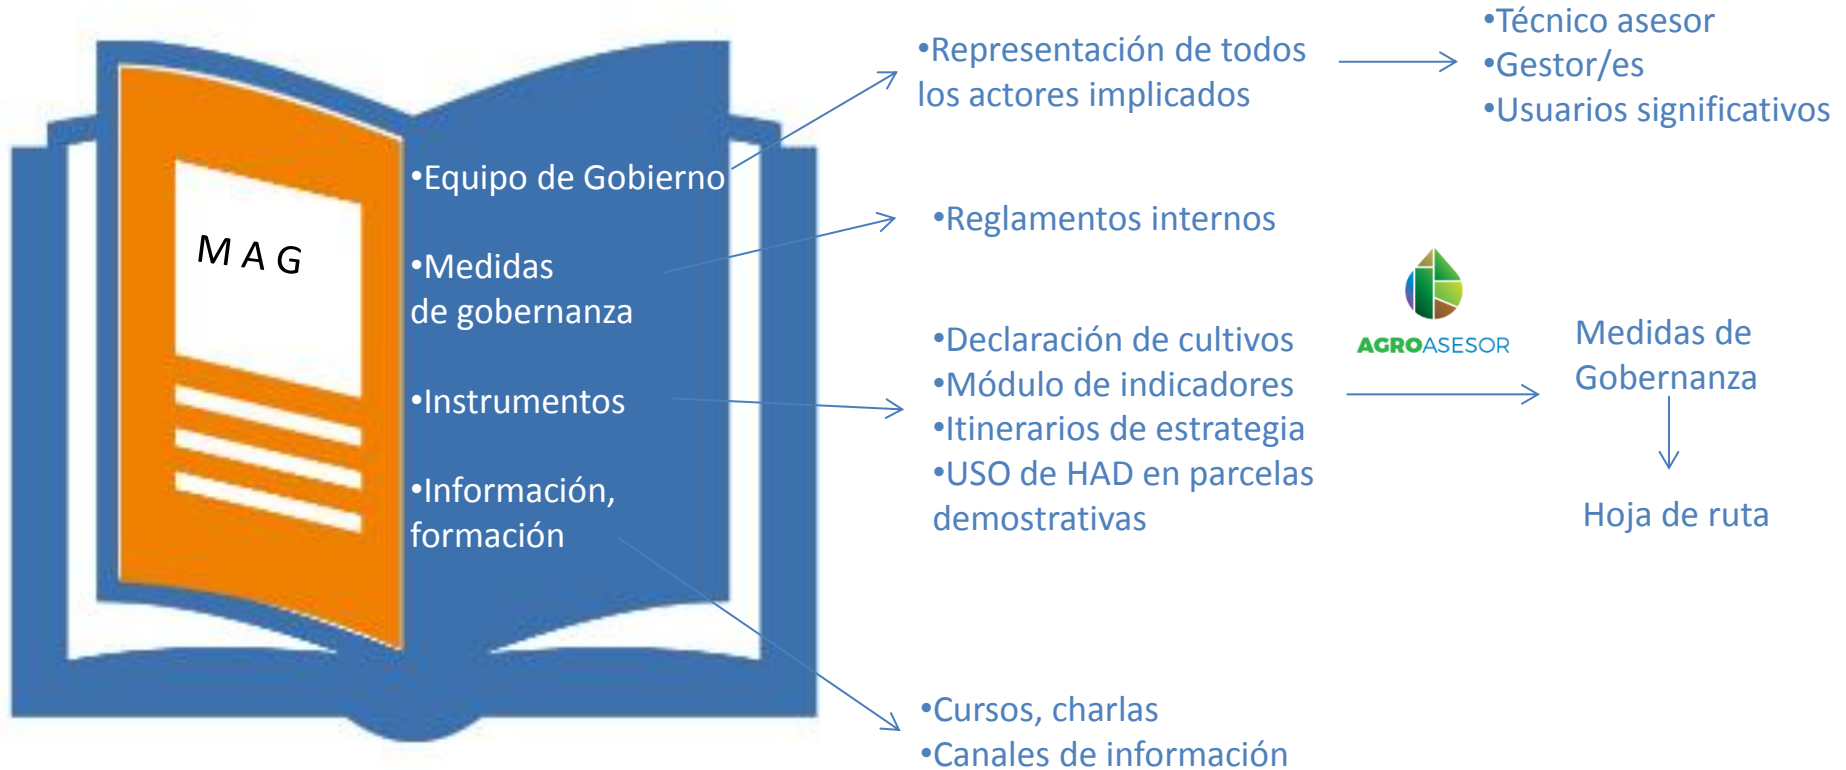 M A G
•Equipo de Gobierno
•Medidas
de gobernanza
•Instrumentos
•Información,
formación
•Representación de todos
los actores implicados
•Técnico asesor
•Gestor/es
•Usuarios significativos
•Reglamentos internos
•Declaración de cultivos
•Módulo de indicadores
•Itinerarios de estrategia
•USO de HAD en parcelas
demostrativas
AGROASESOR
Medidas de
Gobernanza
Hoja de ruta
•Cursos, charlas
•Canales de información